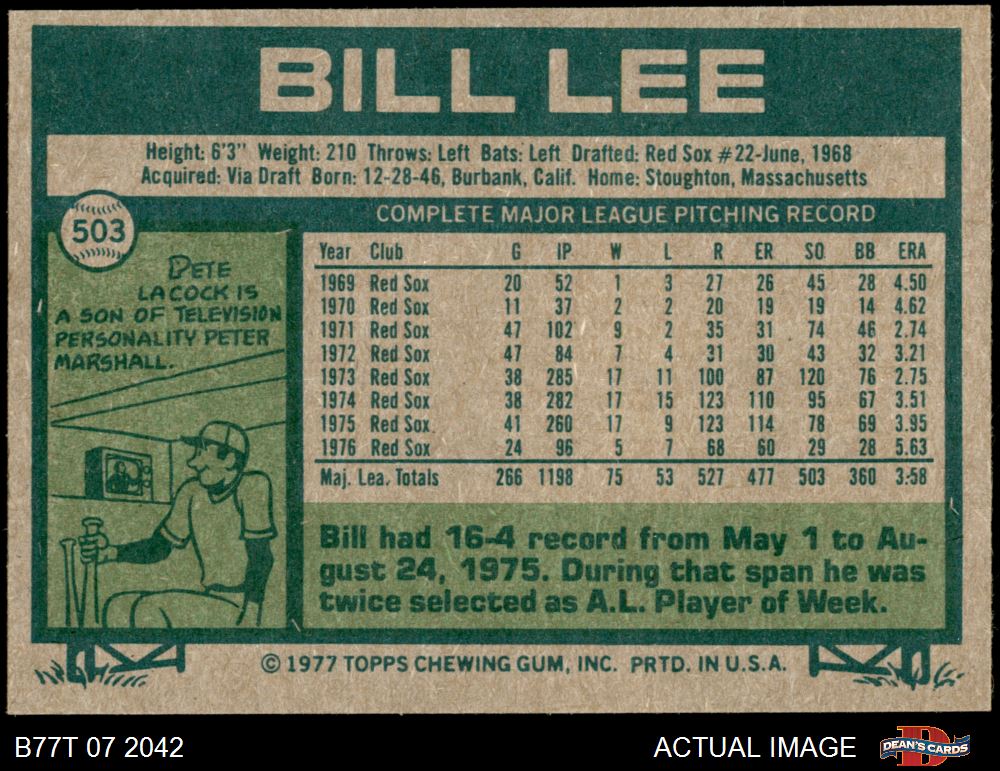 BILL LEE
Height: 6'3" Weight: 210 Throws: Left Bats: Left Drafted: Red Sox #22-June, 1968
Acquired: Via Draft Born: 12-28-46, Burbank, Calif. Home: Stoughton, Massachusetts
503
COMPLETE MAJOR LEAGUE PITCHING RECORD
PETE
LACOCK IS
A SON OF TELEVISION
PERSONALITY PETER
MARSHALL.
Year Club G IP W L R ER SO BB ERA
1969 Red Sox 20 52 1 3 27 26 45 28 4.50
1970 Red Sox 11 37 2 2 20 19 19 14 4.62
1971 Red Sox 47 102 9 2 35 31 74 46 2.74
1972 Red Sox 47 84 7 4 31 30 43 32 3.21
1973 Red Sox 38 285 17 11 100 87 120 76 2.75
1974 Red Sox 38 282 17 15 123 110 95 67 3.51
1975 Red Sox 41 260 17 9 123 114 78 69 3.95
1976 Red Sox 24 96 5 7 68 60 29 28 5.63
Maj. Lea. Totals 266 1198 75 53 527 477 503 360 3.58
Bill had 16-4 record from May 1 to Au-
gust 24, 1975. During that span he was
twice selected as A.L. Player of Week.
© 1977 TOPPS CHEWING GUM, INC. PRTD. IN U.S.A.
B77T 07 2042
ACTUAL IMAGE
DEAN'S CARDS